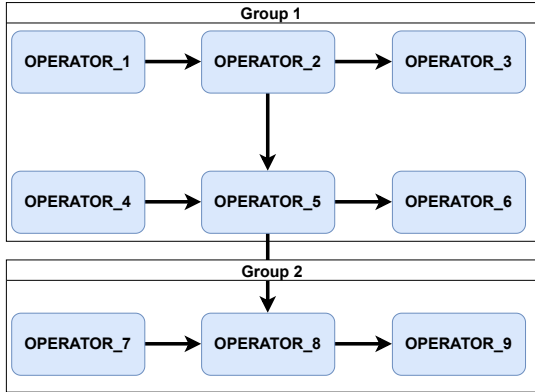 Group 1
OPERATOR_1
OPERATOR_2
OPERATOR_3
OPERATOR_4
OPERATOR_5
OPERATOR_6
Group 2
OPERATOR_7
OPERATOR_8
OPERATOR_9